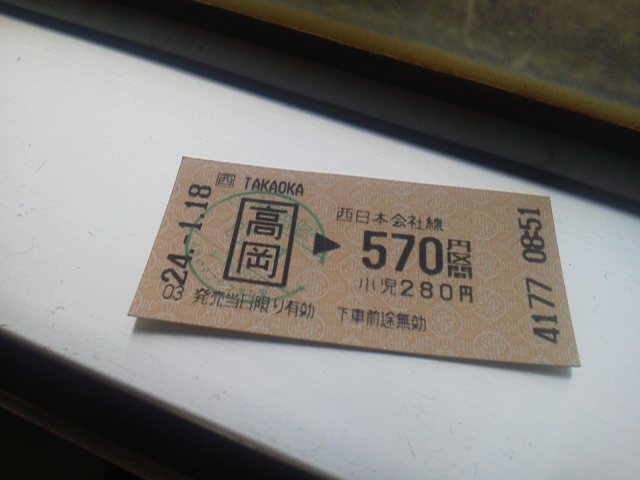 西 TAKAOKA
高岡 ▶ 西日本会社線 570円区間
小児280円
発売当日限り有効 下車前途無効
24.-1.18
03
4177 08:51